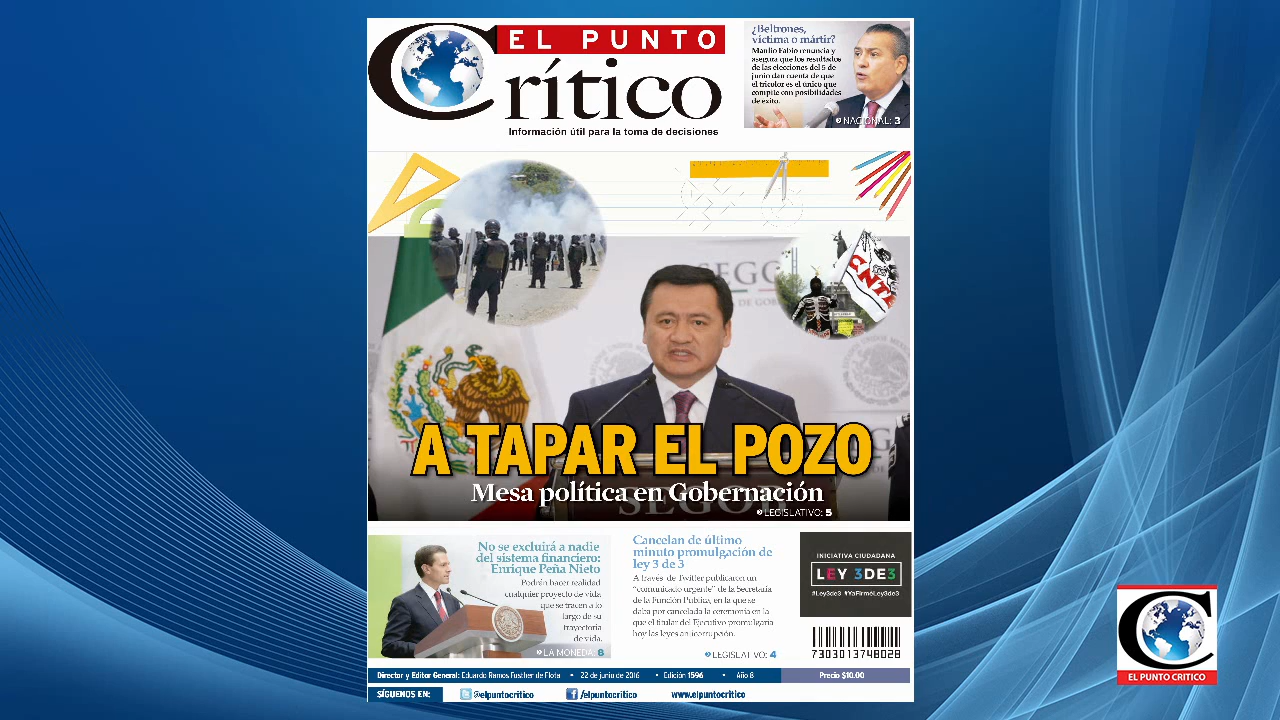 EL PUNTO
Crítico
Información útil para la toma de decisiones
¿Beltrones,
víctima o mártir?
Manlio Fabio renuncia y
asegura que los resultados
de las elecciones del 5 de
junio dan cuenta de que
el tricolor es el único que
compite con posibilidades
de éxito.
NACIONAL: 3
SEGO
A DE GOBE
CNTE
A TAPAR EL POZO
Mesa política en Gobernación
SEGOB
LEGISLATIVO: 5
No se excluirá a nadie
del sistema financiero:
Enrique Peña Nieto
Podrán hacer realidad
cualquier proyecto de vida
que se tracen a lo
largo de su
trayectoria
de vida.
LA MONEDA: 8
Cancelan de último
minuto promulgación de
ley 3 de 3
A través de Twitter publicaron un
“comunicado urgente” de la Secretaría
de la Función Pública, en la que se
daba por cancelada la ceremonia en la
que el titular del Ejecutivo promulgaría
hoy las leyes anticorrupción.
LEGISLATIVO: 4
INICIATIVA CIUDADANA
LEY 3DE3
#Ley3de3 #YaFirméLey3de3
7303013748028
Director y Editor General: Eduardo Ramos Fusther de Flota • 22 de junio de 2016 • Edición 1596 • Año 8 Precio $10.00
SÍGUENOS EN: @elpuntocritico /elpuntocritico www.elpuntocritico
C
EL PUNTO CRITICO